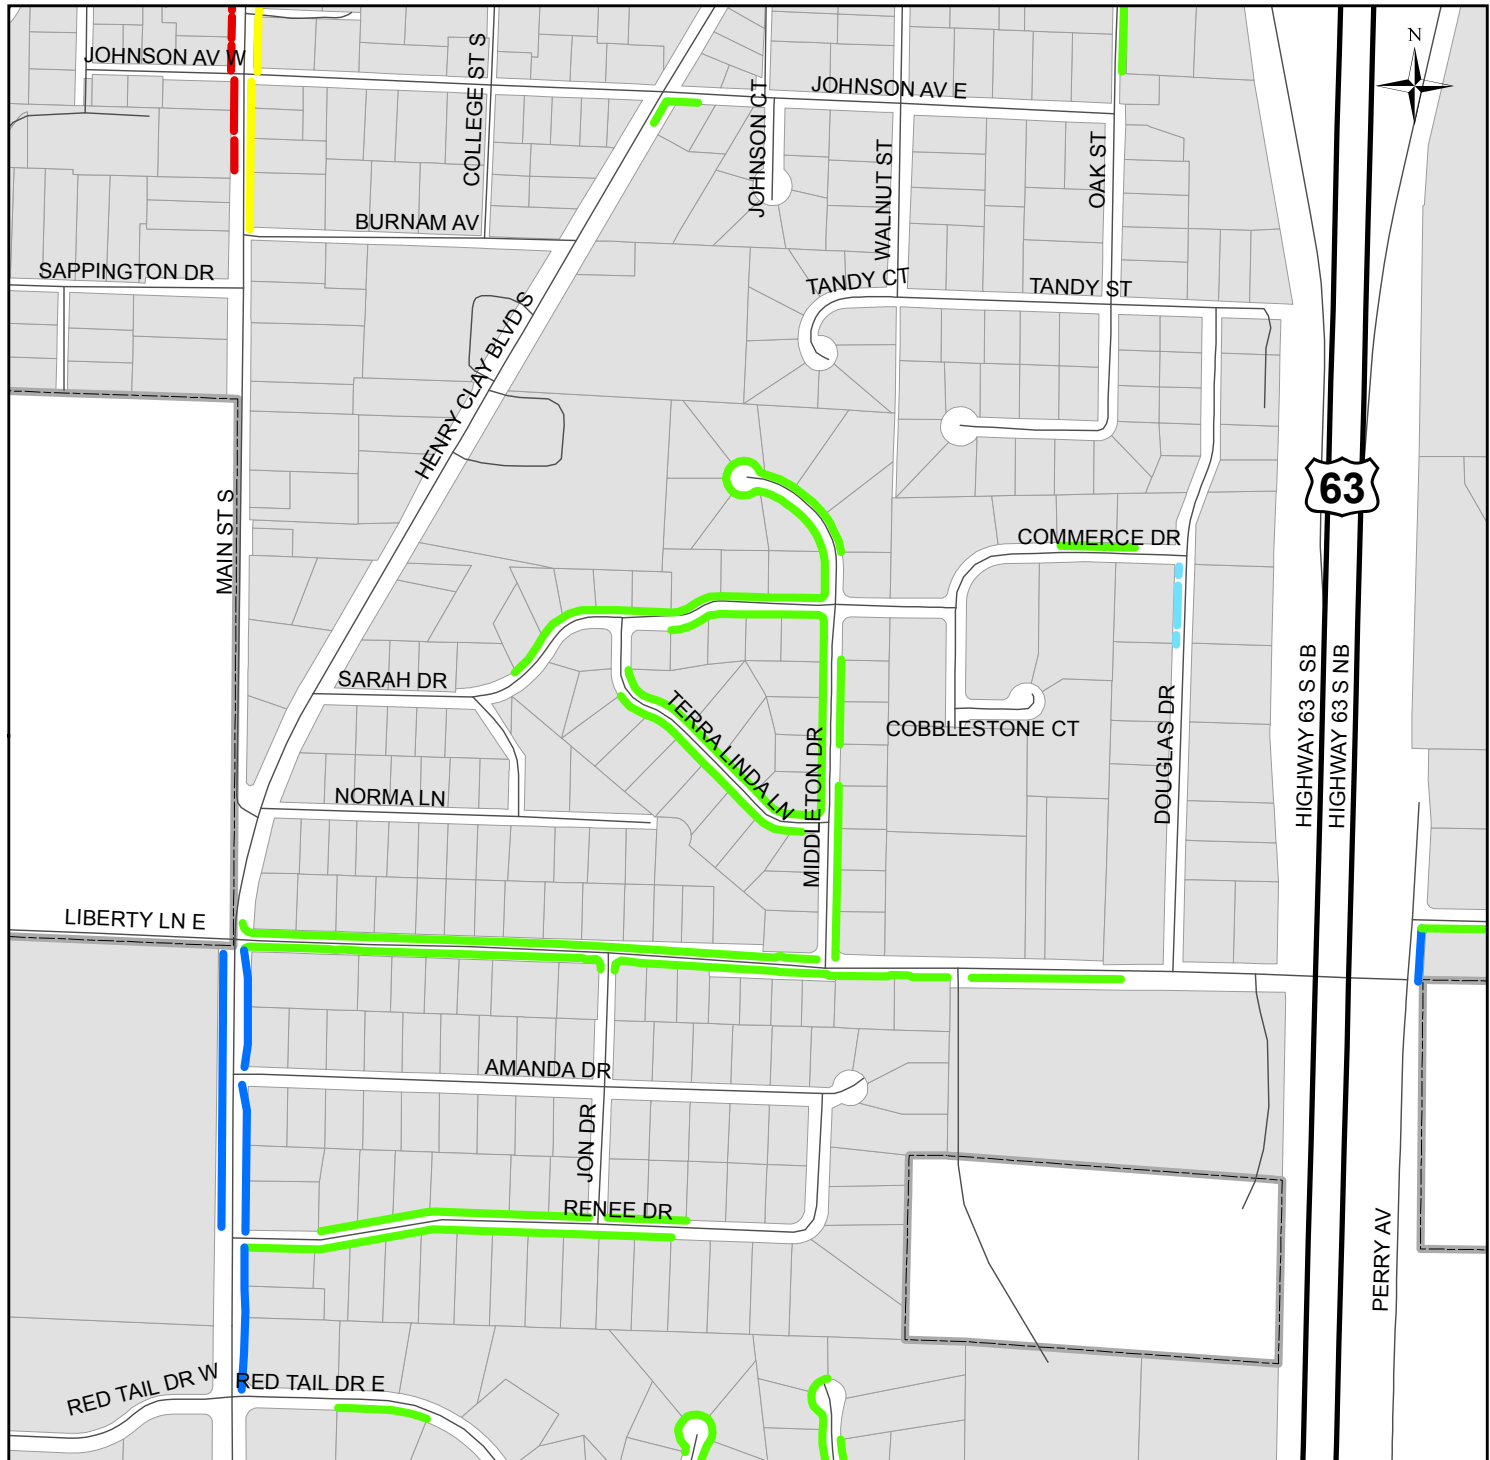 N
JOHNSON AV W
COLLEGE ST S
JOHNSON CT
JOHNSON AV E
WALNUT ST
OAK ST
BURNAM AV
SAPPINGTON DR
TANDY CT
TANDY ST
HENRY CLAY BLVD S
MAIN ST S
63
COMMERCE DR
SARAH DR
TERRA LINDA LN
MIDDLETON DR
COBBLESTONE CT
DOUGLAS DR
HIGHWAY 63 S SB
HIGHWAY 63 S NB
NORMA LN
LIBERTY LN E
AMANDA DR
JON DR
RENEE DR
PERRY AV
RED TAIL DR W
RED TAIL DR E